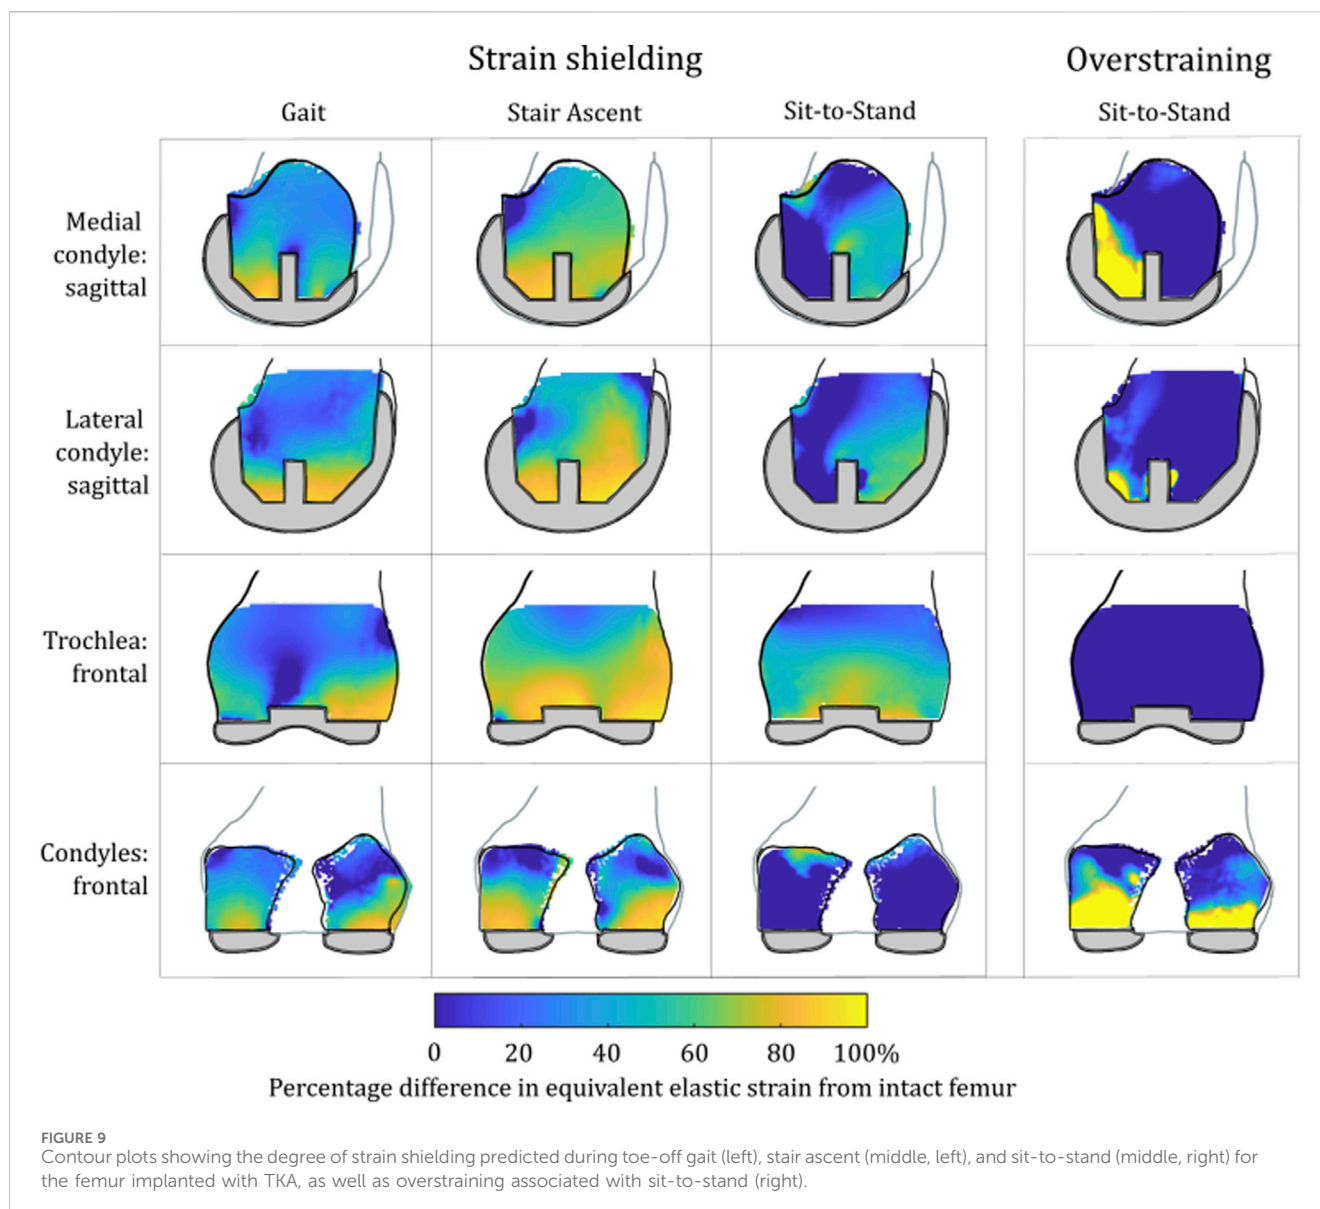 Strain shielding
Overstraining
Gait
Stair Ascent
Sit-to-Stand
Sit-to-Stand
Medial
condyle:
sagittal
Lateral
condyle:
sagittal
Trochlea:
frontal
Condyles:
frontal
0 20 40 60 80 100%
Percentage difference in equivalent elastic strain from intact femur
FIGURE 9
Contour plots showing the degree of strain shielding predicted during toe-off gait (left), stair ascent (middle, left), and sit-to-stand (middle, right) for
the femur implanted with TKA, as well as overstraining associated with sit-to-stand (right).